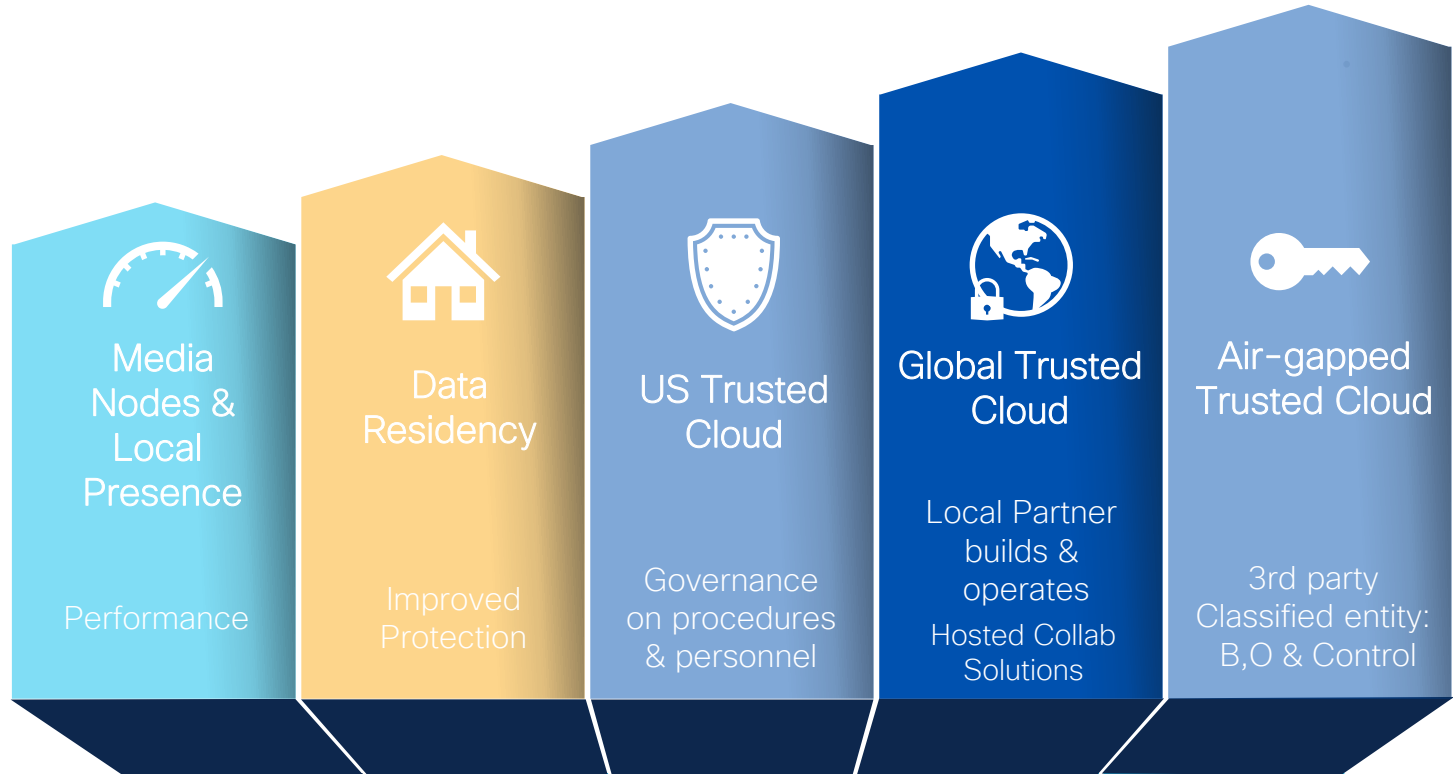 Media
Nodes &
Local
Presence
Performance
Data
Residency
Improved
Protection
US Trusted
Cloud
Governance
on procedures
& personnel
Global Trusted
Cloud
Local Partner
builds &
operates
Hosted Collab
Solutions
Air-gapped
Trusted Cloud
3rd party
Classified entity:
B,O & Control